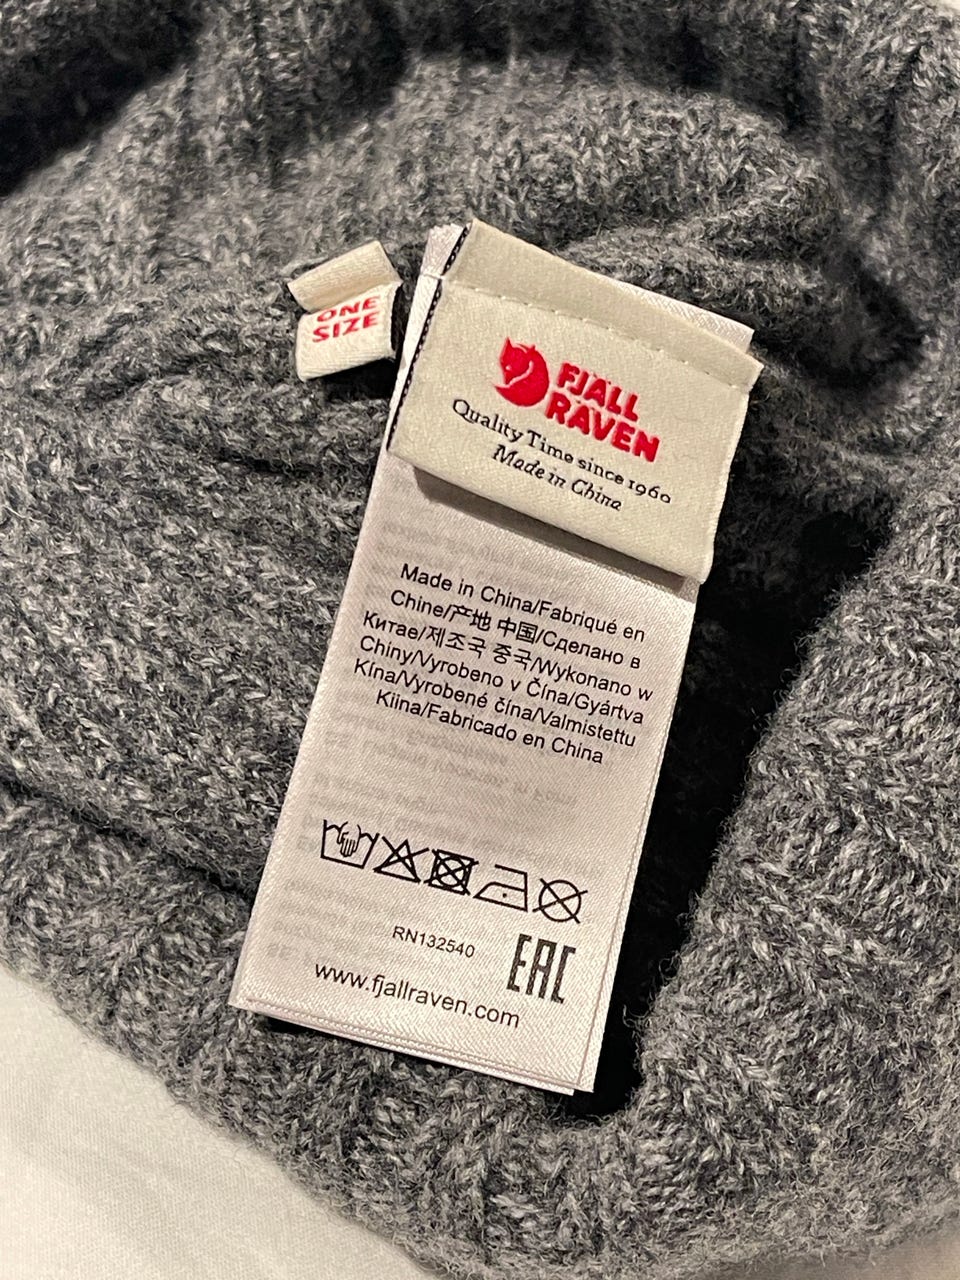 ONE
SIZE
FJÄLL
RÄVEN
Quality Time since 1960
Made in China
Made in China/Fabriqué en
Chine/产地 中国/Сделано в
Китае/제조국 중국/Wykonano w
Chiny/Vyrobeno v Čína/Gyártva
Kína/Vyrobené čína/Valmistettu
Kiina/Fabricado en China
RN132540
EAC
www.fjallraven.com